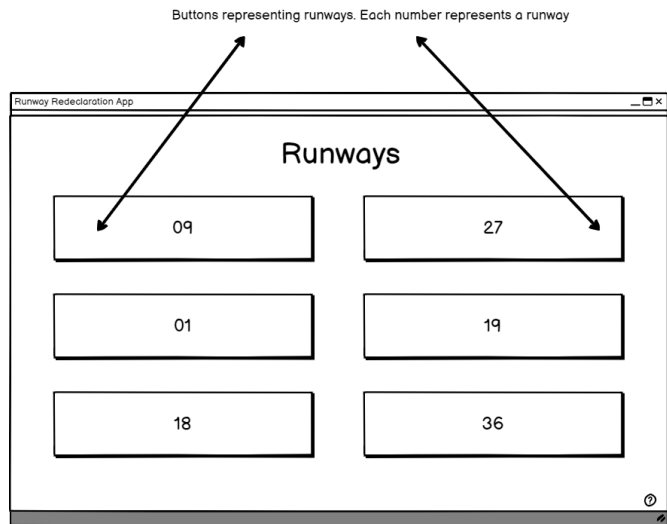 Buttons representing runways. Each number represents a runway
Runway Redeclaration App
Runways
09
27
01
19
18
36
?